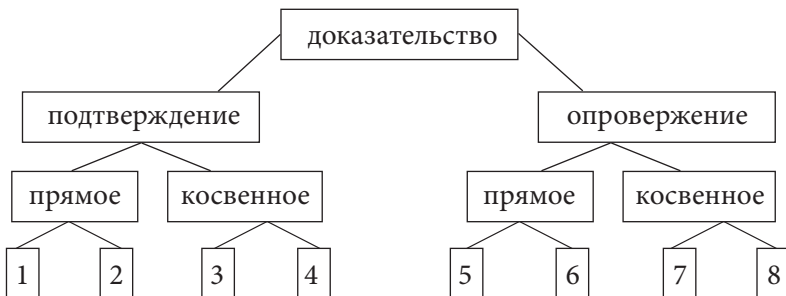 доказательство
подтверждение опровержение
прямое косвенное прямое косвенное
1 2 3 4 5 6 7 8